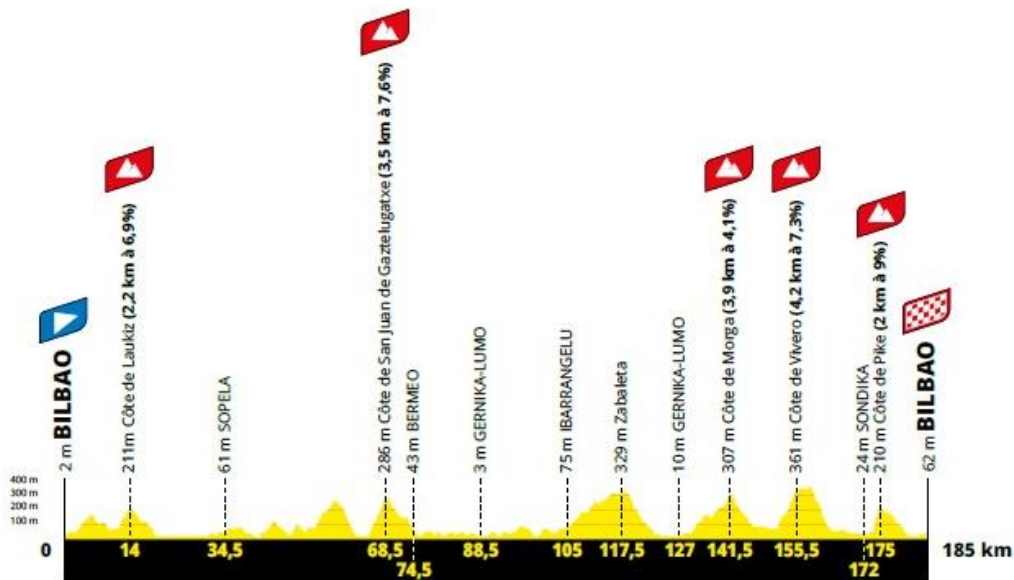 2 m BILBAO
211m Côte de Laukiz (2,2 km à 6,9%)
61 m SOPELA
286 m Côte de San Juan de Gaztelugatxe (3,5 km à 7,6%)
43 m BERMEO
3 m GERNIKA-LUMO
75 m IBARRANGELU
329 m Zabaleta
10 m GERNIKA-LUMO
307 m Côte de Morga (3,9 km à 4,1%)
361 m Côte de Vivero (4,2 km à 7,3%)
24 m SONDIKA
210 m Côte de Pike (2 km à 9%)
62 m BILBAO
400 m
300 m
200 m
100 m
0 14 34,5 68,5 88,5 105 117,5 127 141,5 155,5 175 185 km
74,5 172